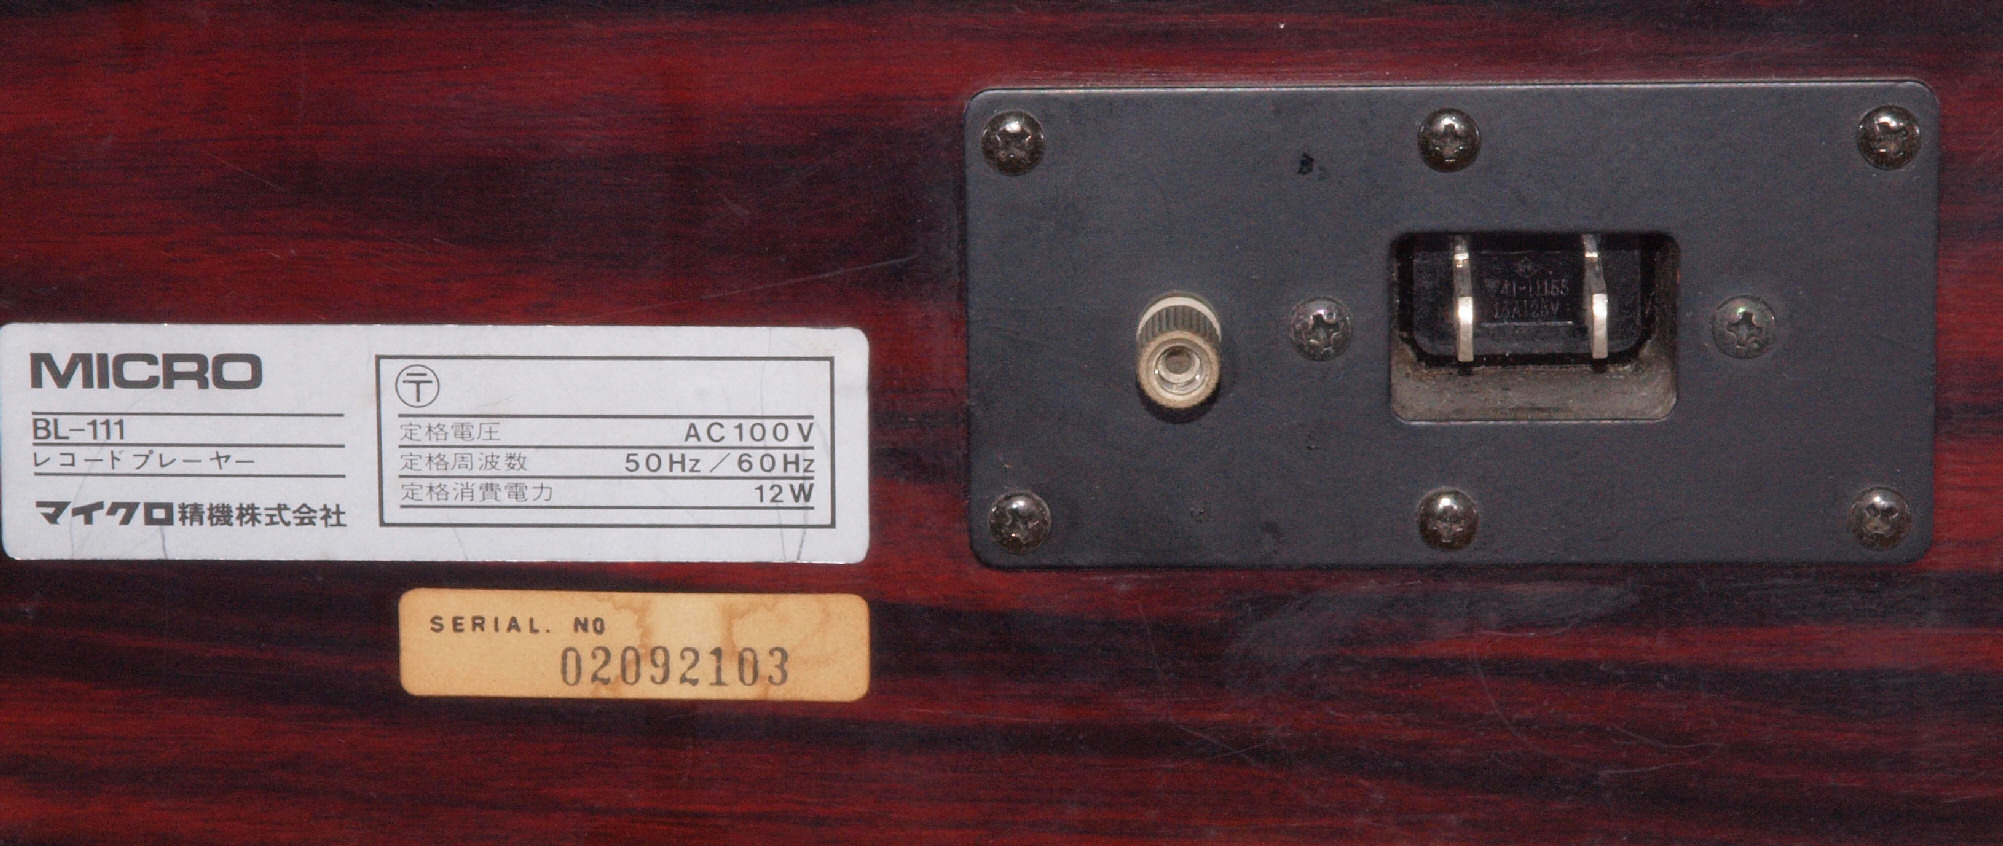 MICRO
BL-111
レコードプレーヤー
マイクロ精機株式会社
〒
定格電圧 AC100V
定格周波数 50Hz/60Hz
定格消費電力 12W
SERIAL. NO
02092103
15A125V